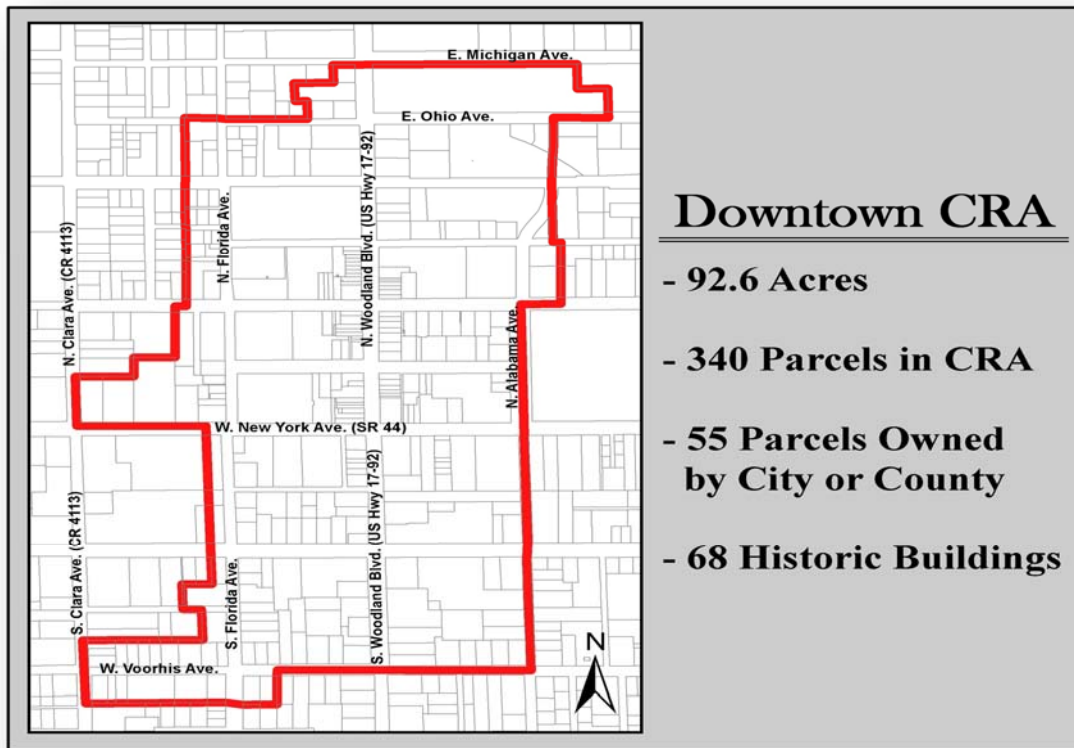 E. Michigan Ave.
E. Ohio Ave.
N. Woodland Blvd. (US Hwy 17-92)
N. Florida Ave.
N. Clara Ave. (CR 4113)
N. Alabama Ave.
W. New York Ave. (SR 44)
S. Clara Ave. (CR 4113)
S. Florida Ave.
S. Woodland Blvd. (US Hwy 17-92)
W. Voorhis Ave.
N
Downtown CRA
- 92.6 Acres
- 340 Parcels in CRA
- 55 Parcels Owned
by City or County
- 68 Historic Buildings